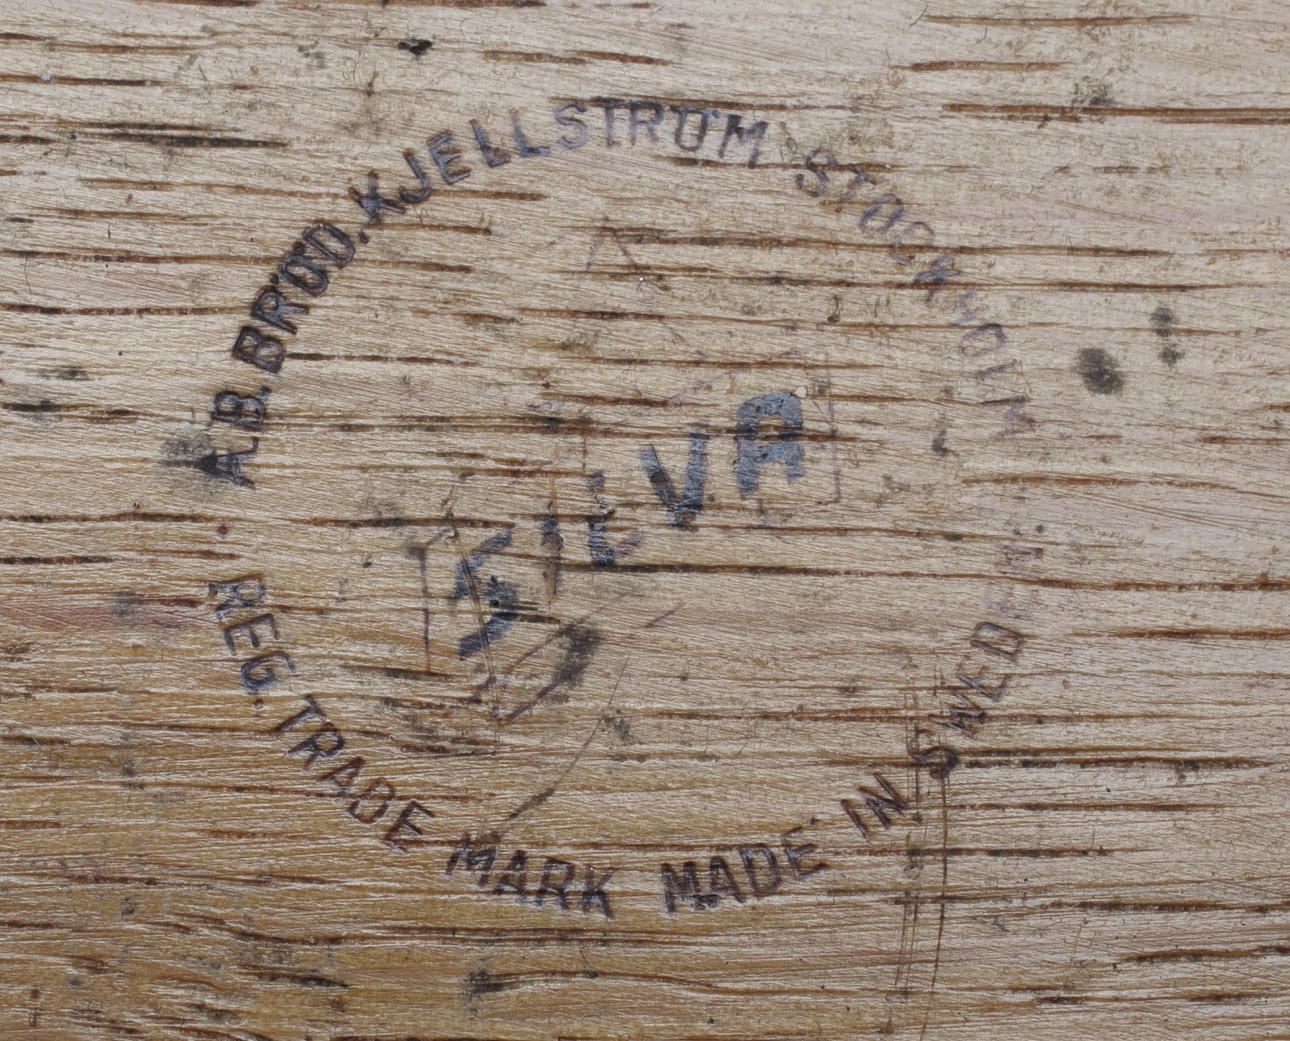 A.B. BRÖD. KJELLSTRÖM STOCKHOLM
SILVA
REG. TRADE MARK MADE IN SWEDEN